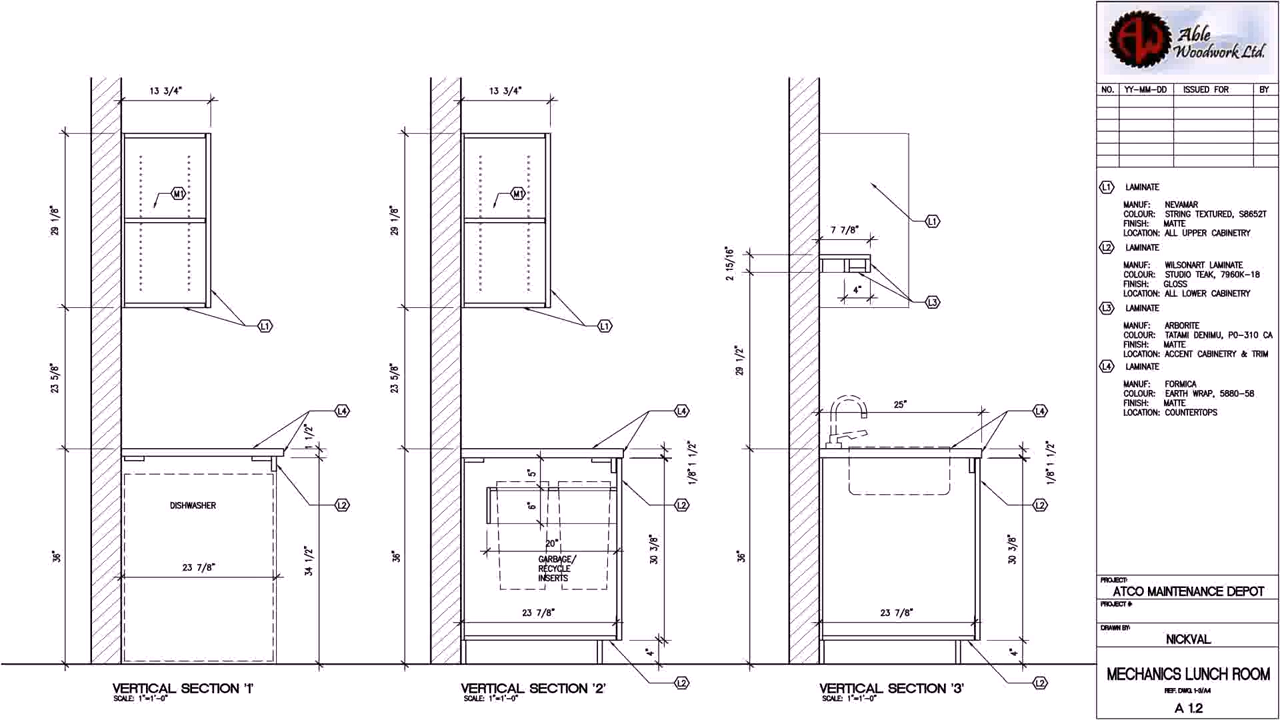 13 3/4"
M1
29 1/8"
L1
23 5/8"
L4
1 1/2"
DISHWASHER
L2
36"
23 7/8"
34 1/2"
VERTICAL SECTION '1'
SCALE: 1"=1'-0"
13 3/4"
M1
29 1/8"
L1
23 5/8"
L4
1/8" 1 1/2"
5"
6"
L2
20"
GARBAGE/
RECYCLE
INSERTS
36"
30 3/8"
23 7/8"
4"
L2
VERTICAL SECTION '2'
SCALE: 1"=1'-0"
L1
7 7/8"
2 15/16"
4"
L3
29 1/2"
25"
L4
1/8" 1 1/2"
L2
36"
30 3/8"
23 7/8"
4"
L2
VERTICAL SECTION '3'
SCALE: 1"=1'-0"
AW
Able
Woodwork Ltd.
NO. YY-MM-DD ISSUED FOR BY
L1 LAMINATE
MANUF: NEVAMAR
COLOUR: STRING TEXTURED, S8652T
FINISH: MATTE
LOCATION: ALL UPPER CABINETRY
L2 LAMINATE
MANUF: WILSONART LAMINATE
COLOUR: STUDIO TEAK, 7960K-18
FINISH: GLOSS
LOCATION: ALL LOWER CABINETRY
L3 LAMINATE
MANUF: ARBORITE
COLOUR: TATAMI DENIMU, PO-310 CA
FINISH: MATTE
LOCATION: ACCENT CABINETRY & TRIM
L4 LAMINATE
MANUF: FORMICA
COLOUR: EARTH WRAP, 5880-58
FINISH: MATTE
LOCATION: COUNTERTOPS
PROJECT:
ATCO MAINTENANCE DEPOT
PROJECT #:
DRAWN BY:
NICKVAL
MECHANICS LUNCH ROOM
REF. DWG. 1-3/A4
A 1.2